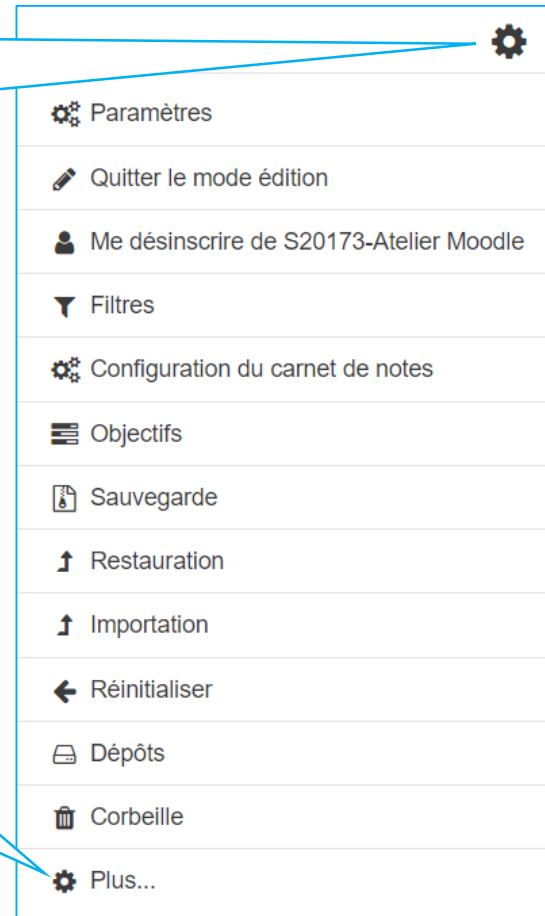 Paramètres
Quitter le mode édition
Me désinscrire de S20173-Atelier Moodle
Filtres
Configuration du carnet de notes
Objectifs
Sauvegarde
Restauration
Importation
Réinitialiser
Dépôts
Corbeille
Plus...